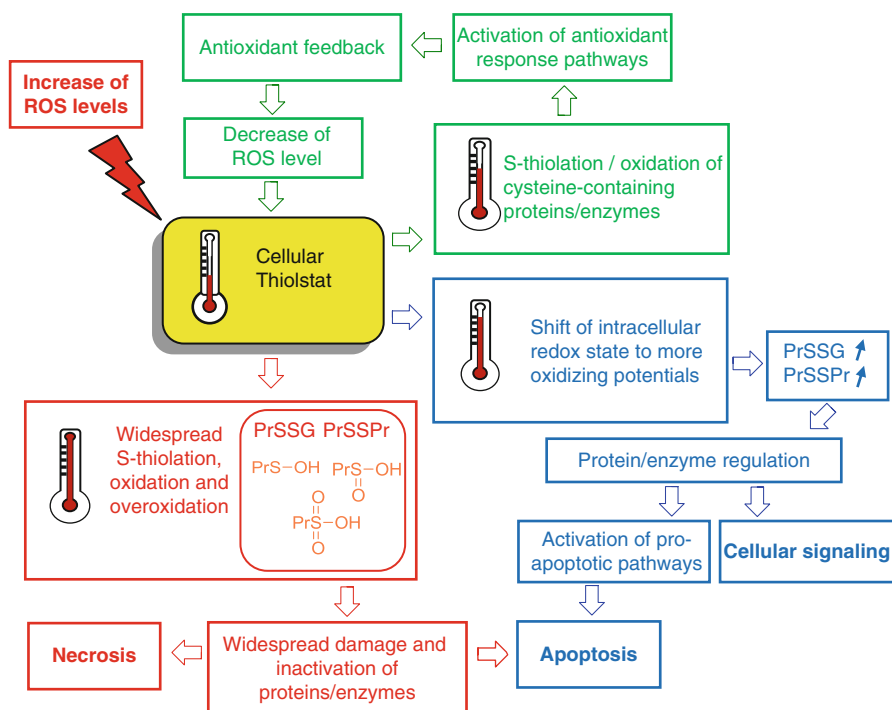 Antioxidant feedback
Activation of antioxidant
response pathways
Increase of
ROS levels
Decrease of
ROS level
S-thiolation / oxidation of
cysteine-containing
proteins/enzymes
Cellular
Thiolstat
Shift of intracellular
redox state to more
oxidizing potentials
PrSSG
PrSSPr
Widespread
S-thiolation,
oxidation and
overoxidation
PrSSG PrSSPr
PrS-OH
PrS-OH
O
O
PrS-OH
O
Protein/enzyme regulation
Activation of pro-
apoptotic pathways
Cellular signaling
Necrosis
Widespread damage and
inactivation of
proteins/enzymes
Apoptosis